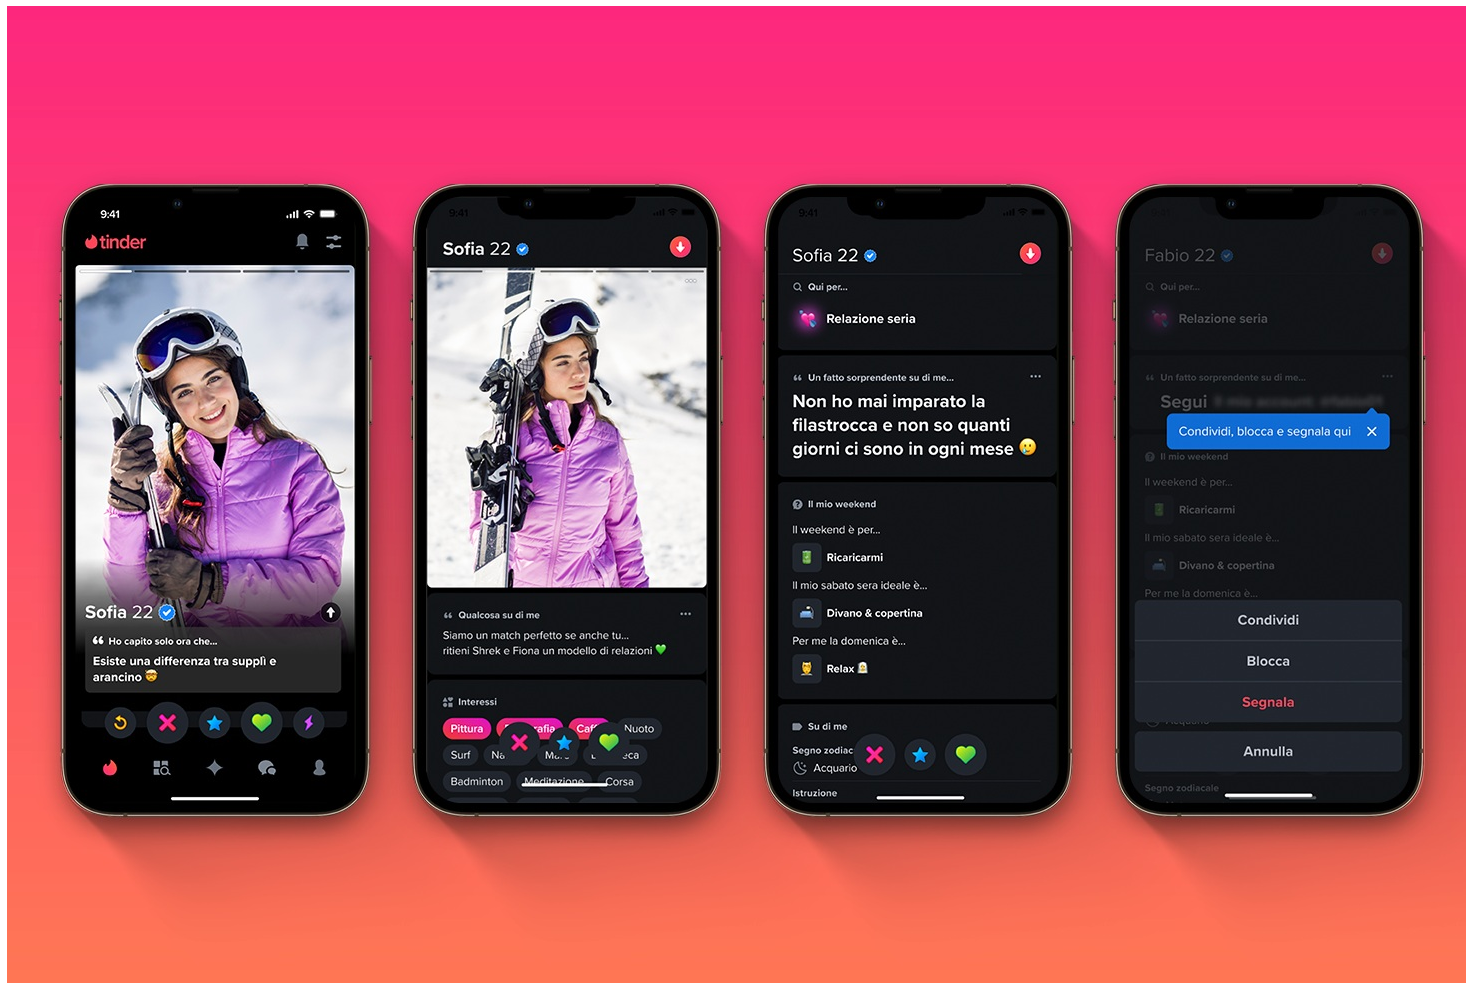 9:41
tinder
Sofia 22
Ho capito solo ora che...
Esiste una differenza tra supplì e
arancino
9:41
Sofia 22
Qualcosa su di me
Siamo un match perfetto se anche tu...
ritieni Shrek e Fiona un modello di relazioni
Interessi
Pittura
Nuoto
Surf
Badminton Meditazione Corsa
9:41
Sofia 22
Qui per...
Relazione seria
Un fatto sorprendente su di me...
Non ho mai imparato la
filastrocca e non so quanti
giorni ci sono in ogni mese
Il mio weekend
Il weekend è per...
Ricaricarmi
Il mio sabato sera ideale è...
Divano & copertina
Per me la domenica è...
Relax
Su di me
Segno zodiac
Acquario
Istruzione
Fabio 22
Qui per...
Relazione seria
Un fatto sorprendente su di me...
Segui
Condividi, blocca e segnala qui
Il mio weekend
Il weekend è per...
Ricaricarmi
Il mio sabato sera ideale è...
Divano & copertina
Per me la domenica è...
Condividi
Blocca
Segnala
Acquario
Annulla
Segno zodiacale